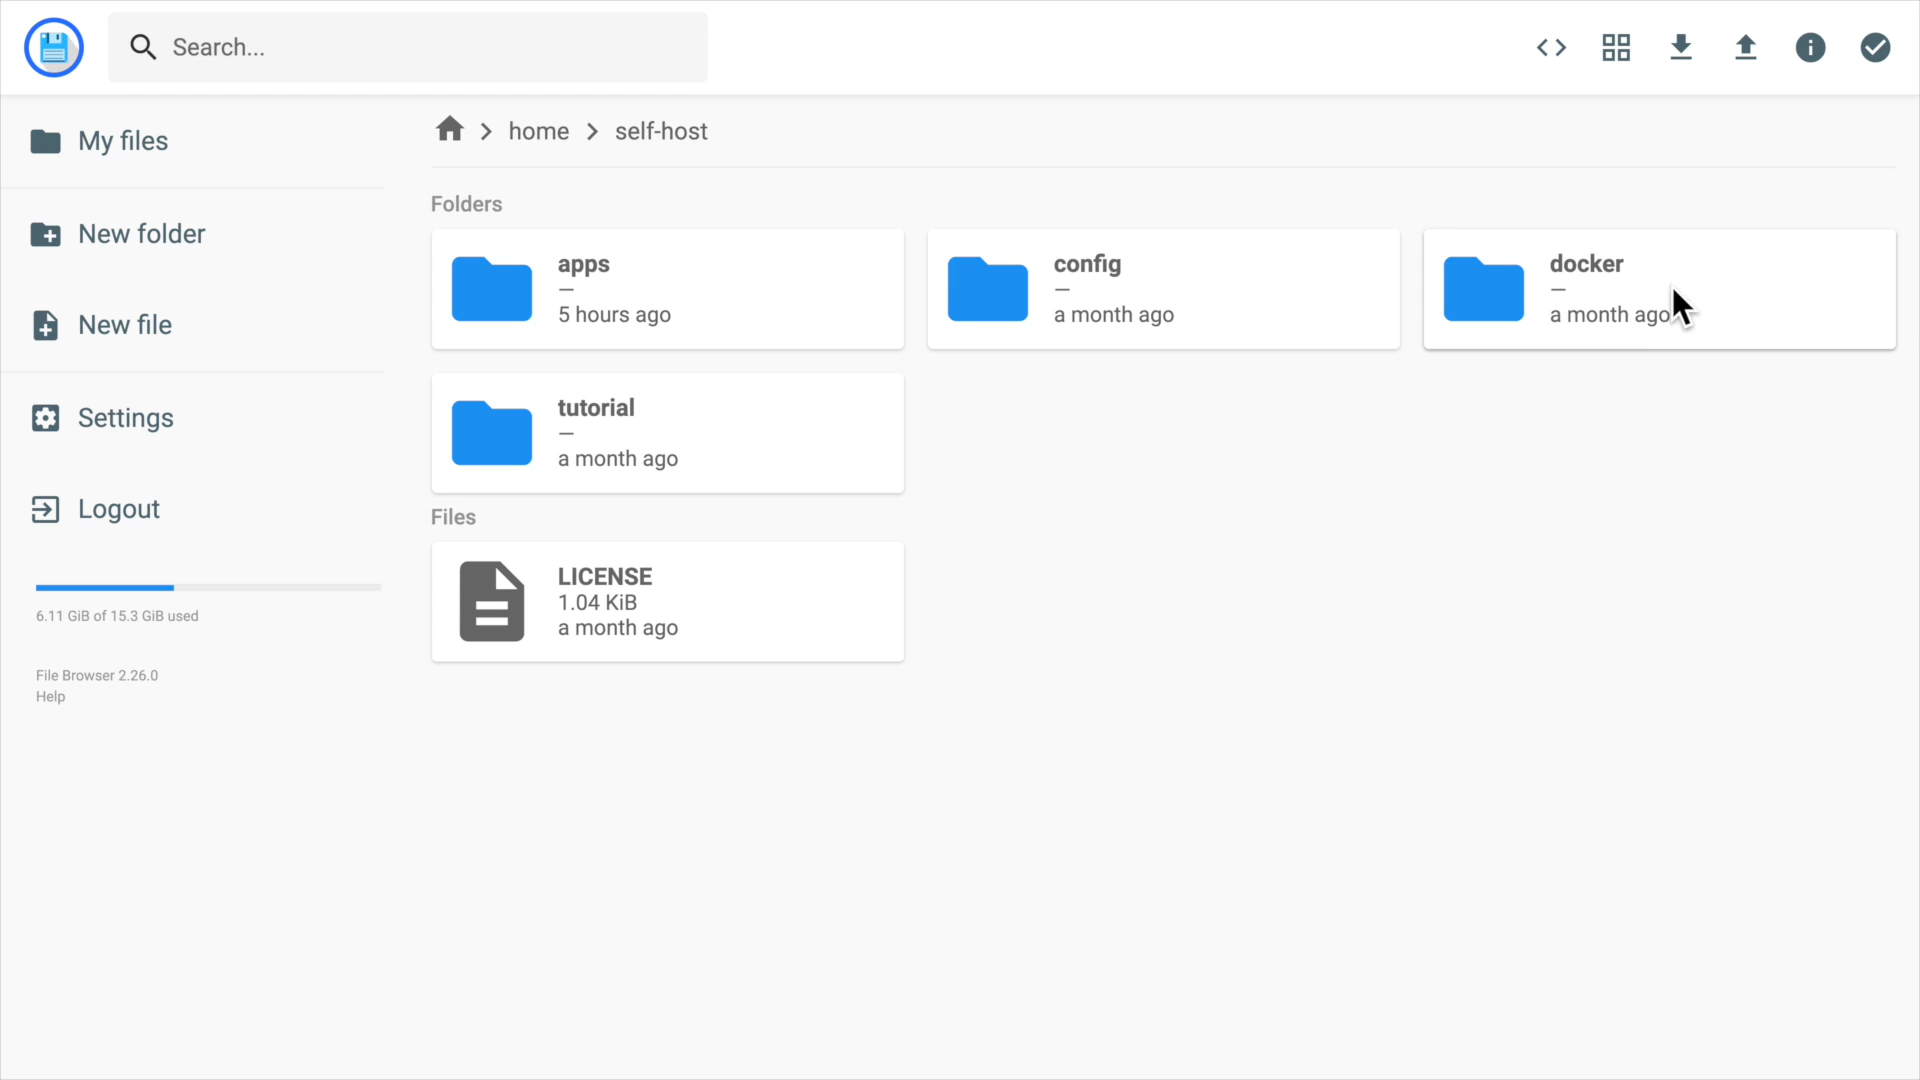 Search...
My files
New folder
New file
Settings
Logout
6.11 GiB of 15.3 GiB used
File Browser 2.26.0
Help
home
self-host
Folders
apps
—
5 hours ago
config
—
a month ago
docker
—
a month ago
tutorial
—
a month ago
Files
LICENSE
1.04 KiB
a month ago